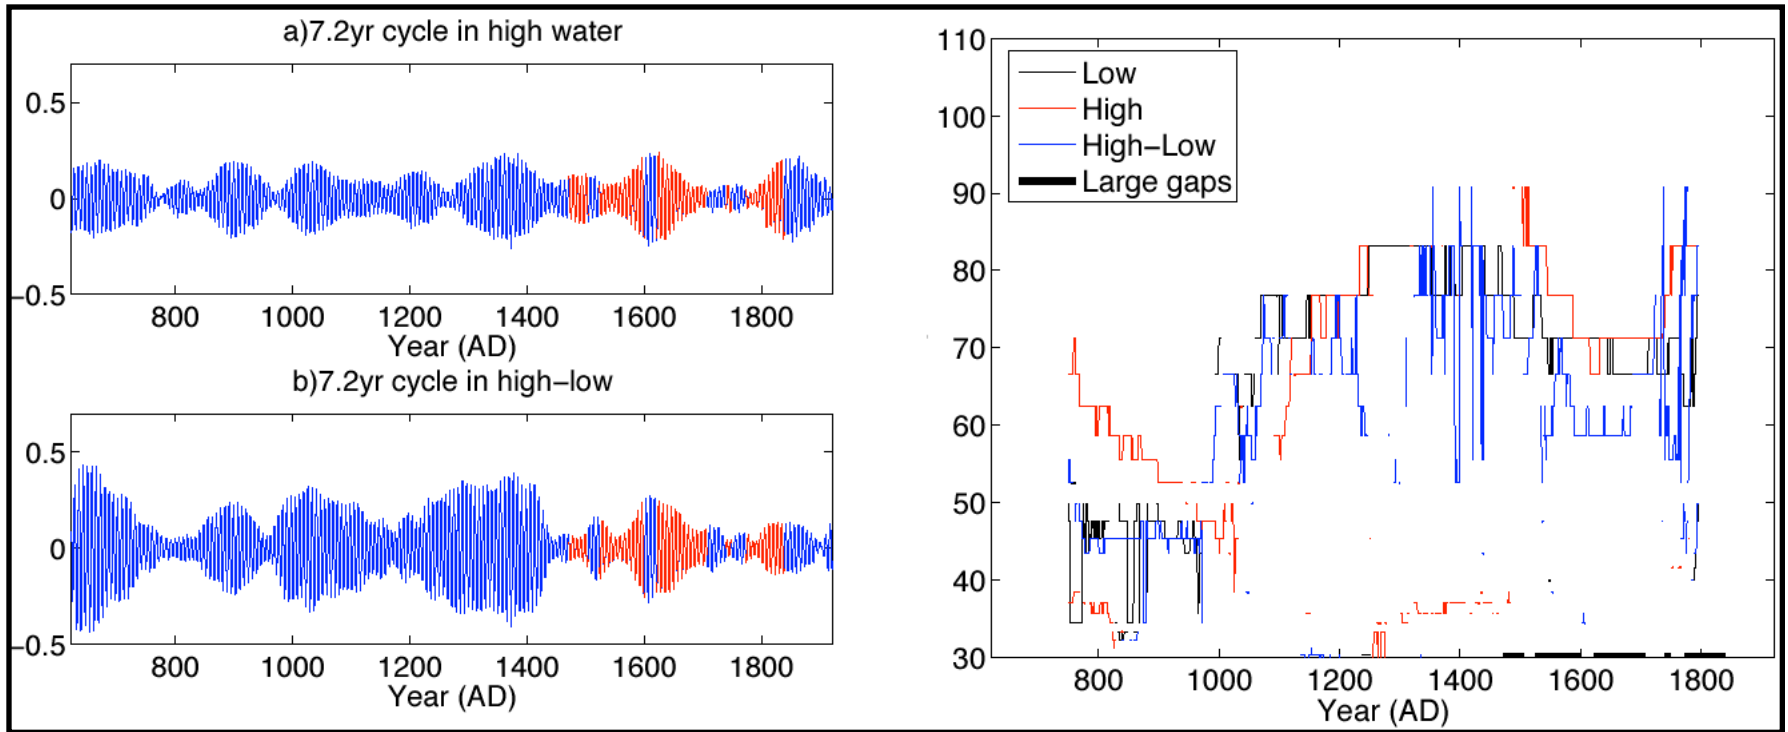 a)7.2yr cycle in high water
0.5
0
−0.5
800 1000 1200 1400 1600 1800
Year (AD)
b)7.2yr cycle in high−low
0.5
0
−0.5
800 1000 1200 1400 1600 1800
Year (AD)
110
100
90
80
70
60
50
40
30
Low
High
High−Low
Large gaps
800 1000 1200 1400 1600 1800
Year (AD)